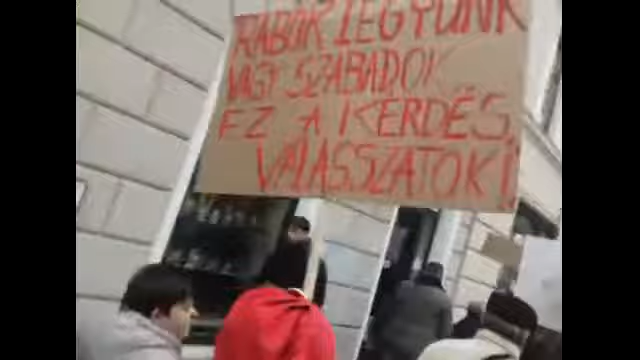 RABOK LEGYÜNK
VAGY SZABADOK
EZ A KÉRDÉS,
VÁLASSZATOK!